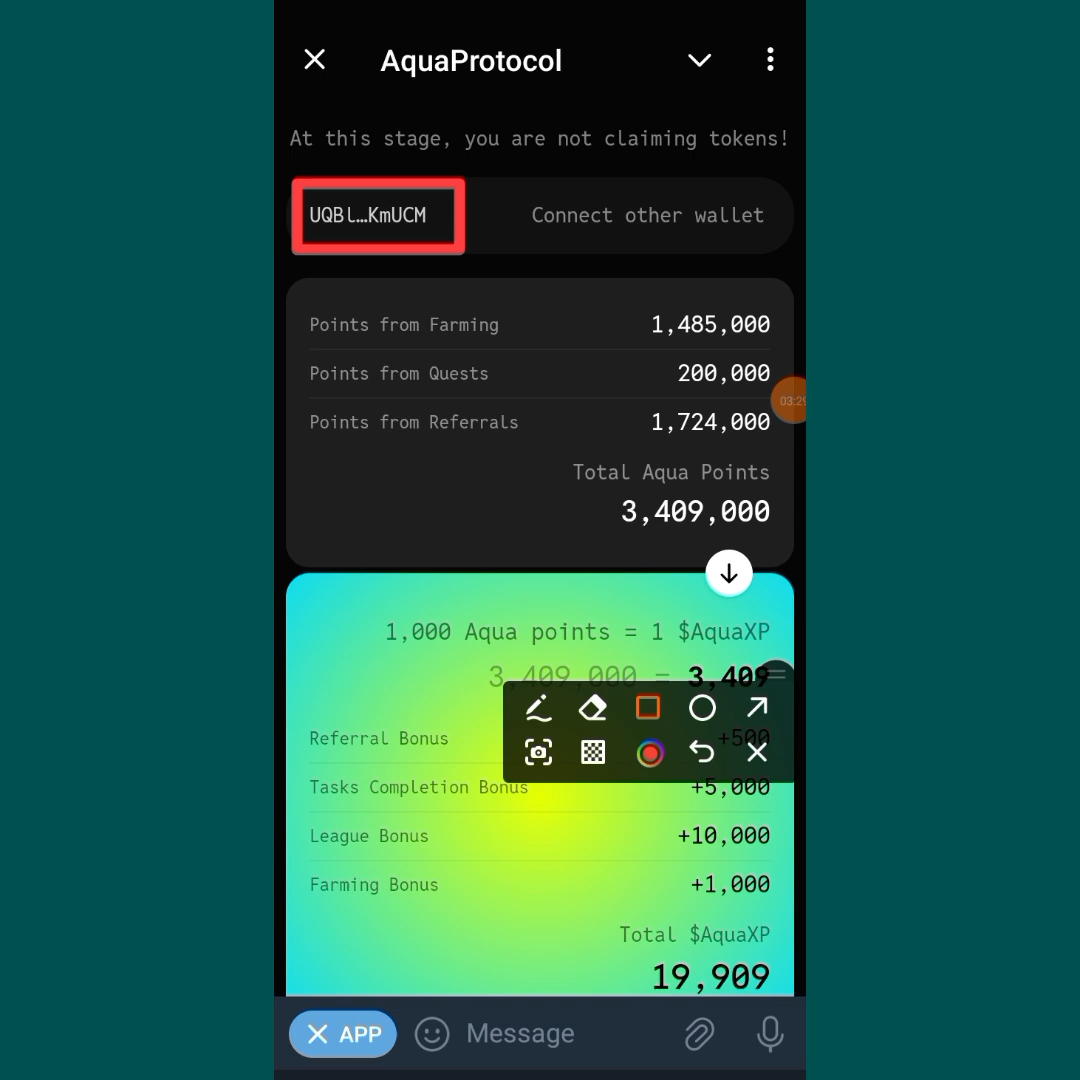 AquaProtocol
At this stage, you are not claiming tokens!
UQBl…KmUCM Connect other wallet
Points from Farming 1,485,000
Points from Quests 200,000
03:29
Points from Referrals 1,724,000
Total Aqua Points
3,409,000
1,000 Aqua points = 1 $AquaXP
3,409,000 = 3,409
Referral Bonus +500
Tasks Completion Bonus +5,000
League Bonus +10,000
Farming Bonus +1,000
Total $AquaXP
19,909
APP Message